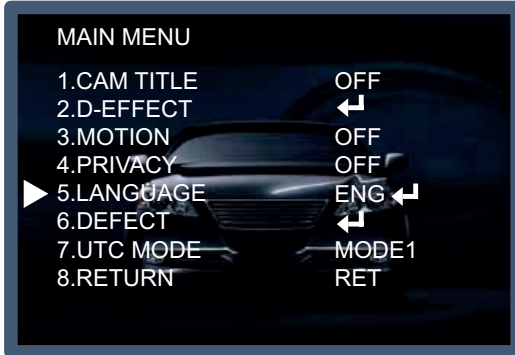 MAIN MENU
1.CAM TITLE OFF
2.D-EFFECT ↵
3.MOTION OFF
4.PRIVACY OFF
5.LANGUAGE ENG ↵
6.DEFECT ↵
7.UTC MODE MODE1
8.RETURN RET